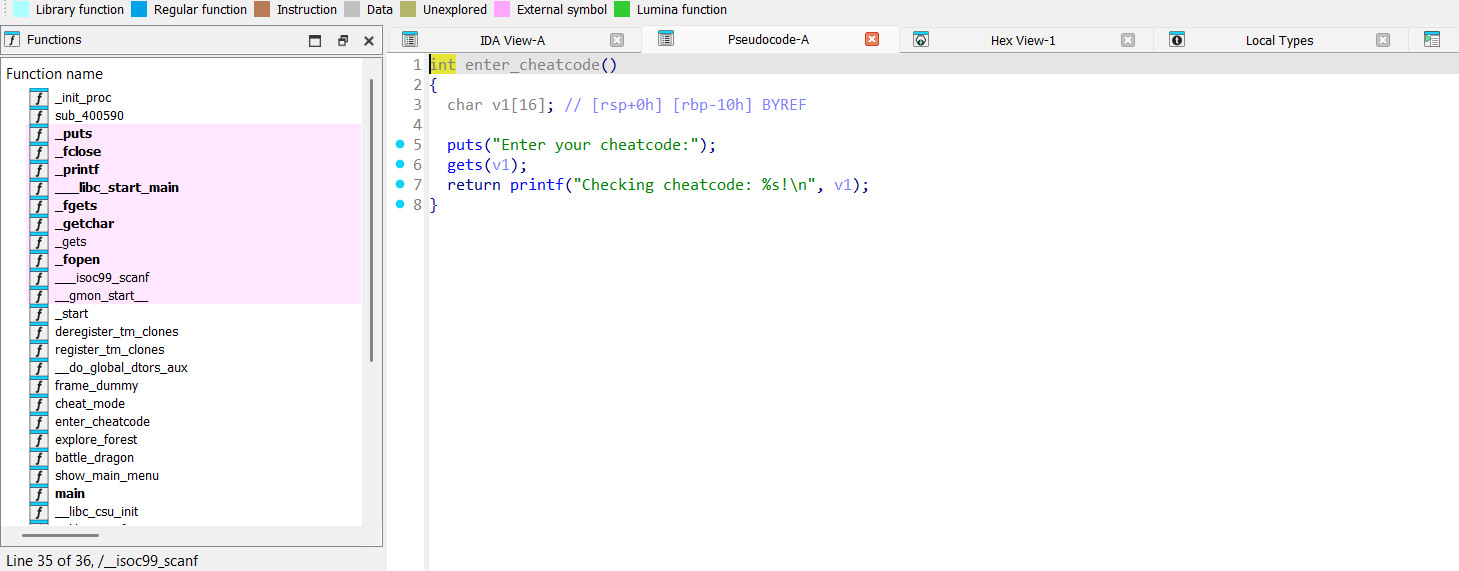 Library function Regular function Instruction Data Unexplored External symbol Lumina function
Functions
Function name
_init_proc
sub_400590
_puts
_fclose
_printf
___libc_start_main
_fgets
_getchar
_gets
_fopen
___isoc99_scanf
__gmon_start__
_start
deregister_tm_clones
register_tm_clones
__do_global_dtors_aux
frame_dummy
cheat_mode
enter_cheatcode
explore_forest
battle_dragon
show_main_menu
main
__libc_csu_init
Line 35 of 36, /__isoc99_scanf
IDA View-A Pseudocode-A Hex View-1 Local Types
1 int enter_cheatcode()
2 {
3 char v1[16]; // [rsp+0h] [rbp-10h] BYREF
4
5 puts("Enter your cheatcode:");
6 gets(v1);
7 return printf("Checking cheatcode: %s!\n", v1);
8 }